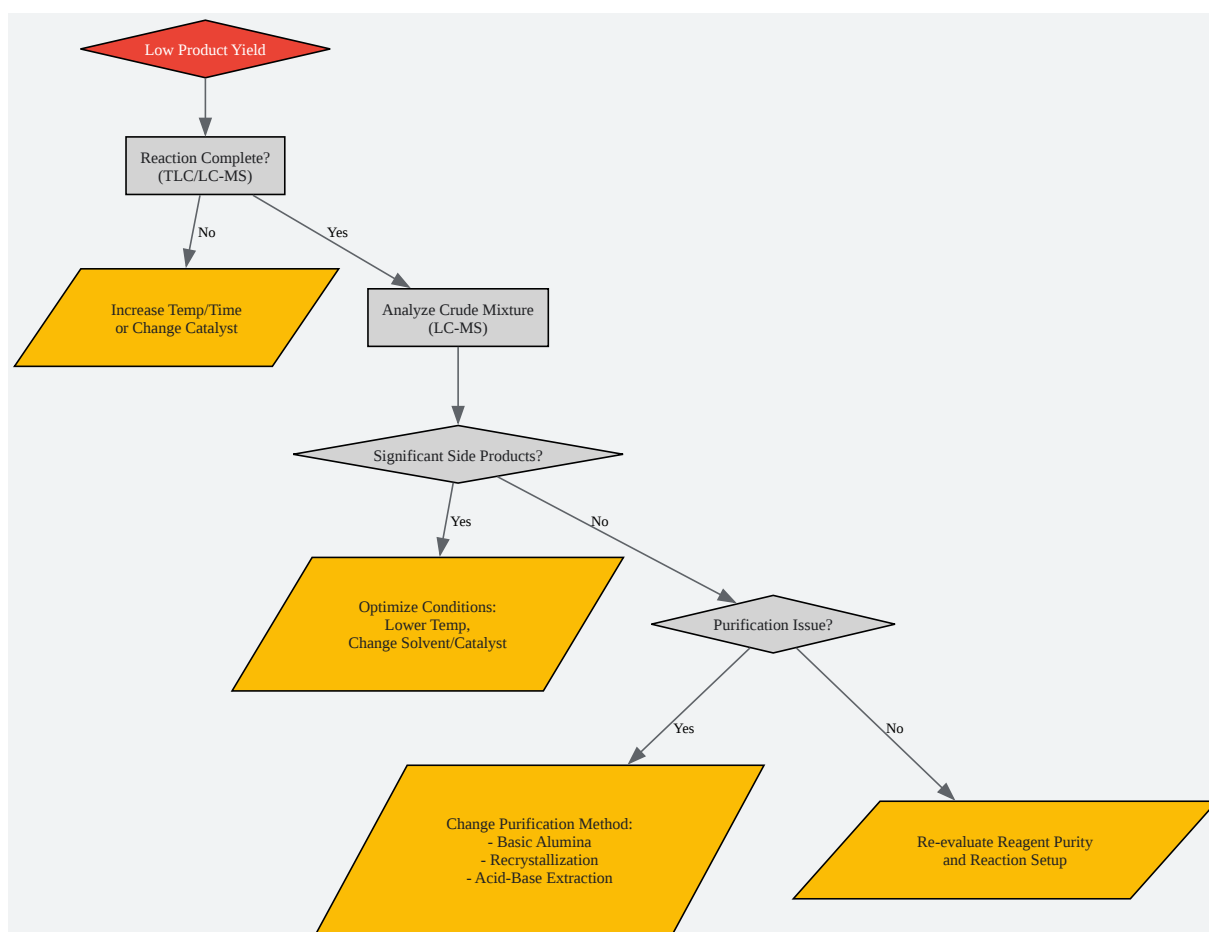 Low Product Yield
Reaction Complete?
(TLC/LC-MS)
No
Yes
Increase Temp/Time
or Change Catalyst
Analyze Crude Mixture
(LC-MS)
Significant Side Products?
Yes
No
Optimize Conditions:
Lower Temp,
Change Solvent/Catalyst
Purification Issue?
Yes
No
Change Purification Method:
- Basic Alumina
- Recrystallization
- Acid-Base Extraction
Re-evaluate Reagent Purity
and Reaction Setup